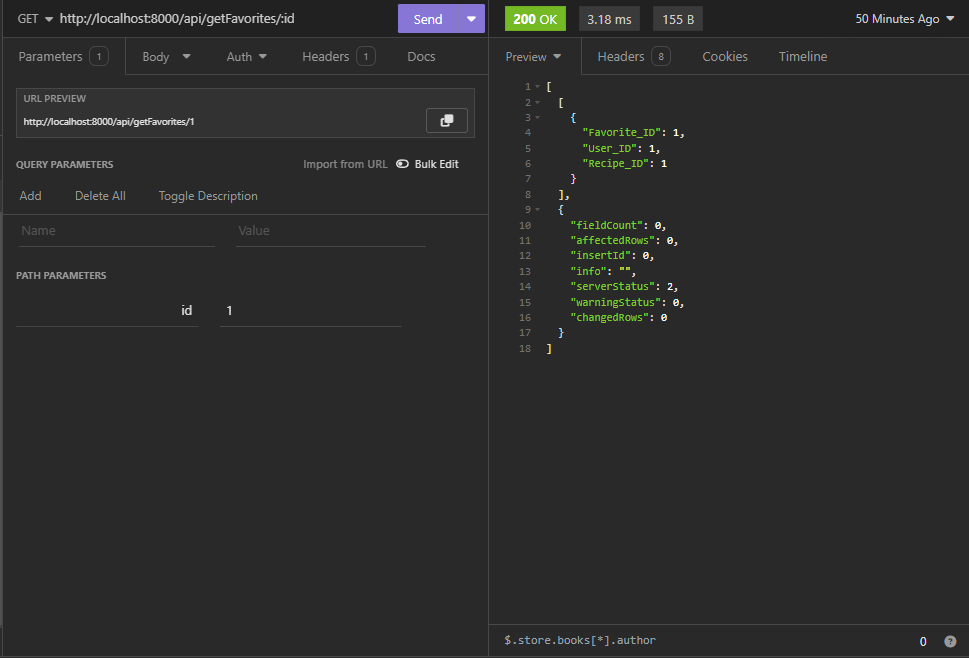 GET http://localhost:8000/api/getFavorites/:id Send
Parameters 1 Body Auth Headers 1 Docs
URL PREVIEW
http://localhost:8000/api/getFavorites/1
QUERY PARAMETERS Import from URL Bulk Edit
Add Delete All Toggle Description
Name Value
PATH PARAMETERS
id 1
200 OK 3.18 ms 155 B 50 Minutes Ago
Preview Headers 8 Cookies Timeline
1 [
2 [
3 {
4 "Favorite_ID": 1,
5 "User_ID": 1,
6 "Recipe_ID": 1
7 }
8 ],
9 {
10 "fieldCount": 0,
11 "affectedRows": 0,
12 "insertId": 0,
13 "info": "",
14 "serverStatus": 2,
15 "warningStatus": 0,
16 "changedRows": 0
17 }
18 ]
$.store.books[*].author 0 ?